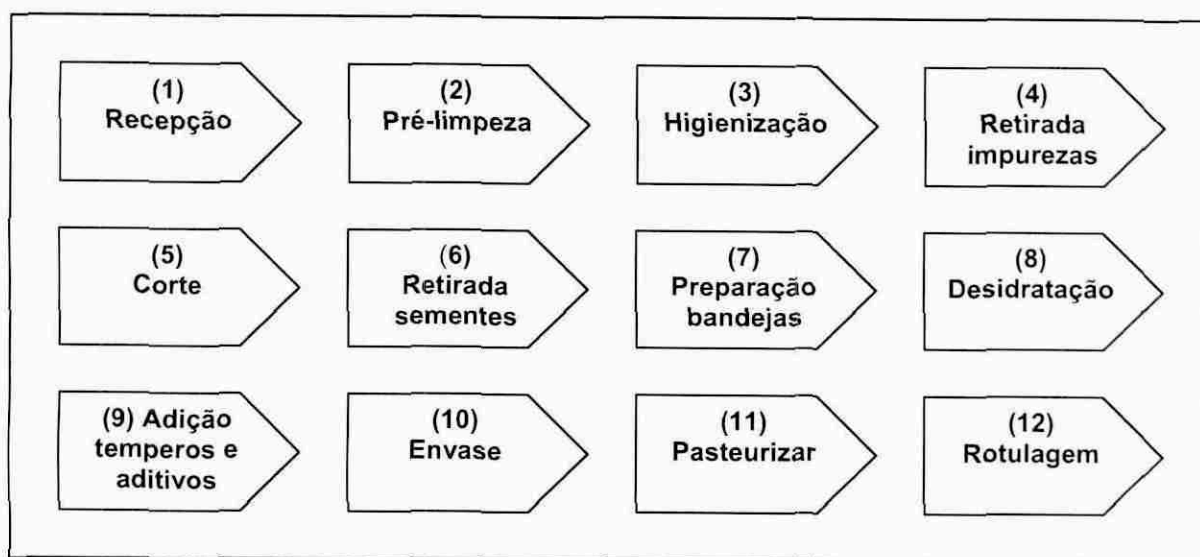 (1)
Recepção
(2)
Pré-limpeza
(3)
Higienização
(4)
Retirada
impurezas
(5)
Corte
(6)
Retirada
sementes
(7)
Preparação
bandejas
(8)
Desidratação
(9) Adição
temperos e
aditivos
(10)
Envase
(11)
Pasteurizar
(12)
Rotulagem